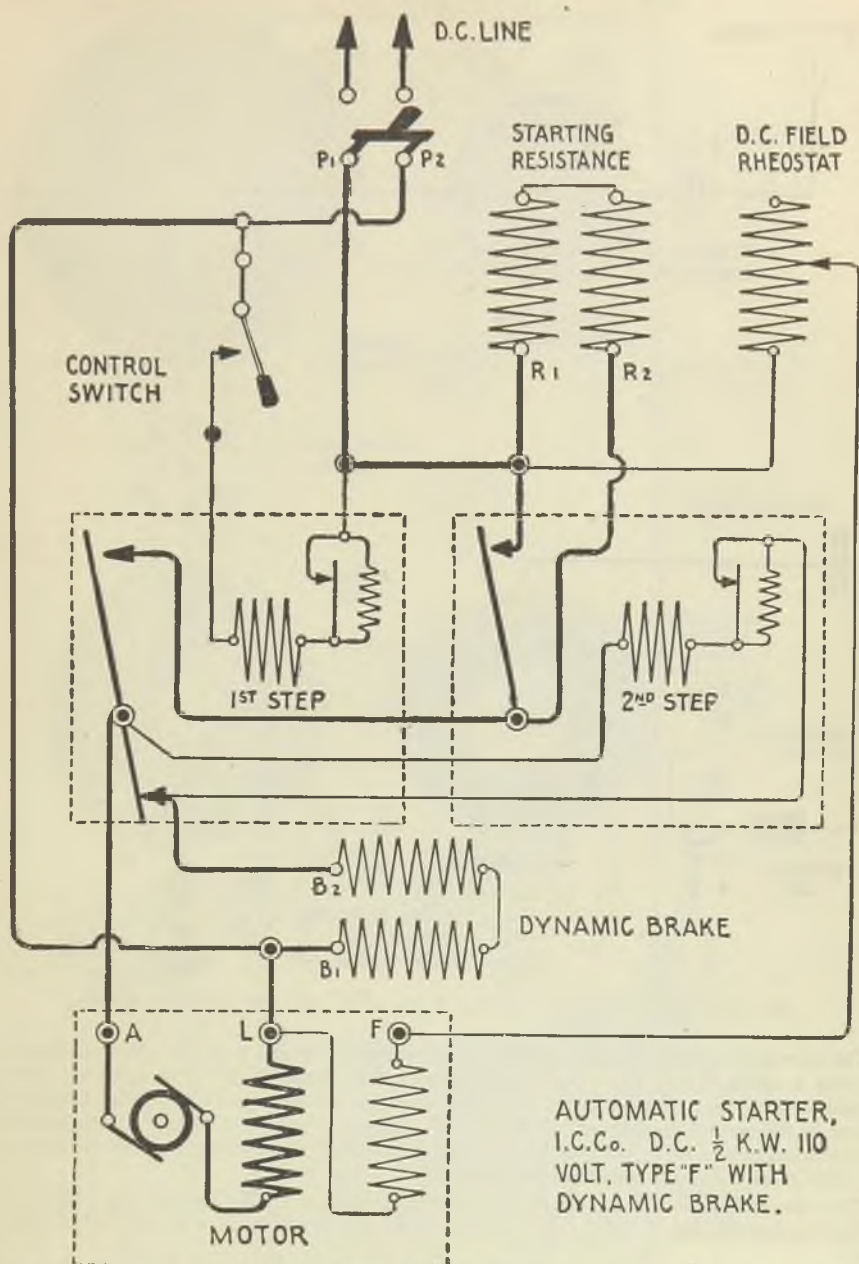 D.C. LINE
P1 P2
STARTING
RESISTANCE
D.C. FIELD
RHEOSTAT
CONTROL
SWITCH
R1 R2
1ST STEP
2ND STEP
B2
DYNAMIC BRAKE
B1
A L F
MOTOR
AUTOMATIC STARTER,
I.C.Co. D.C. ½ K.W. 110
VOLT, TYPE "F" WITH
DYNAMIC BRAKE.